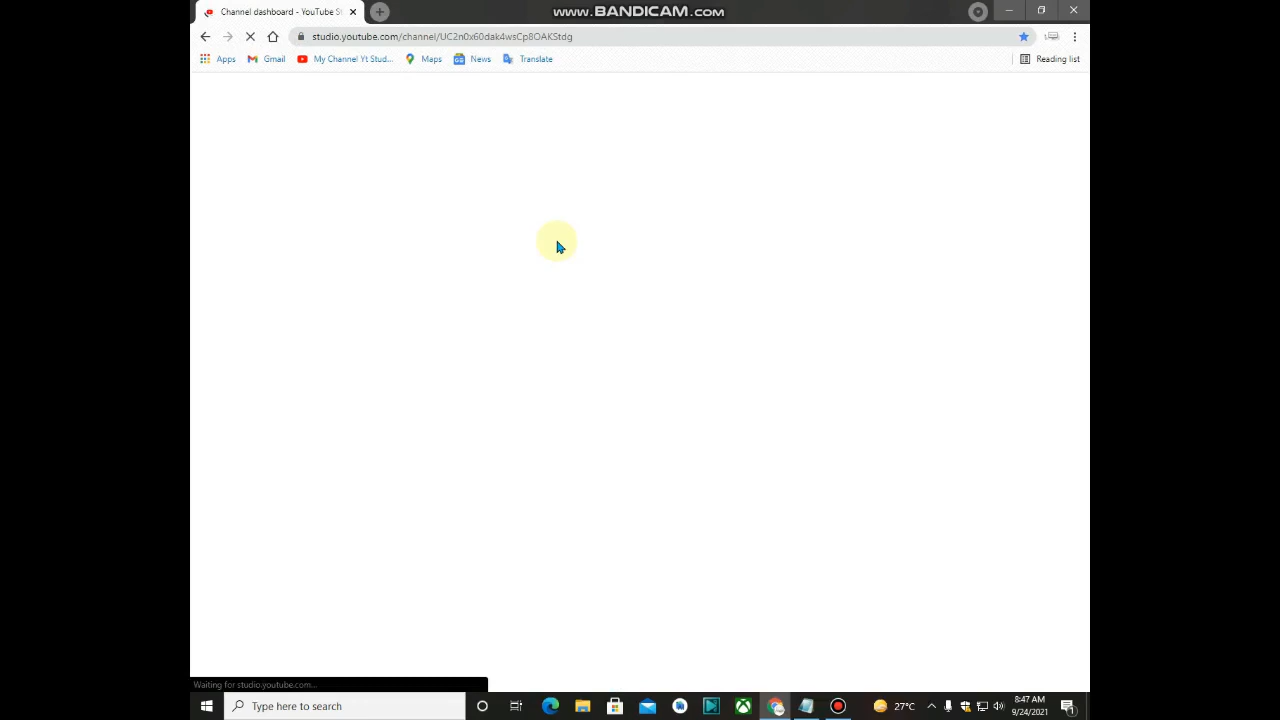 Channel dashboard - YouTube St
WWW.BANDICAM.COM
studio.youtube.com/channel/UC2n0x60dak4wsCp8OAKStdg
Apps
Gmail
My Channel Yt Stud...
Maps
News
Translate
Reading list
Waiting for studio.youtube.com...
Type here to search
27°C
8:47 AM
9/24/2021